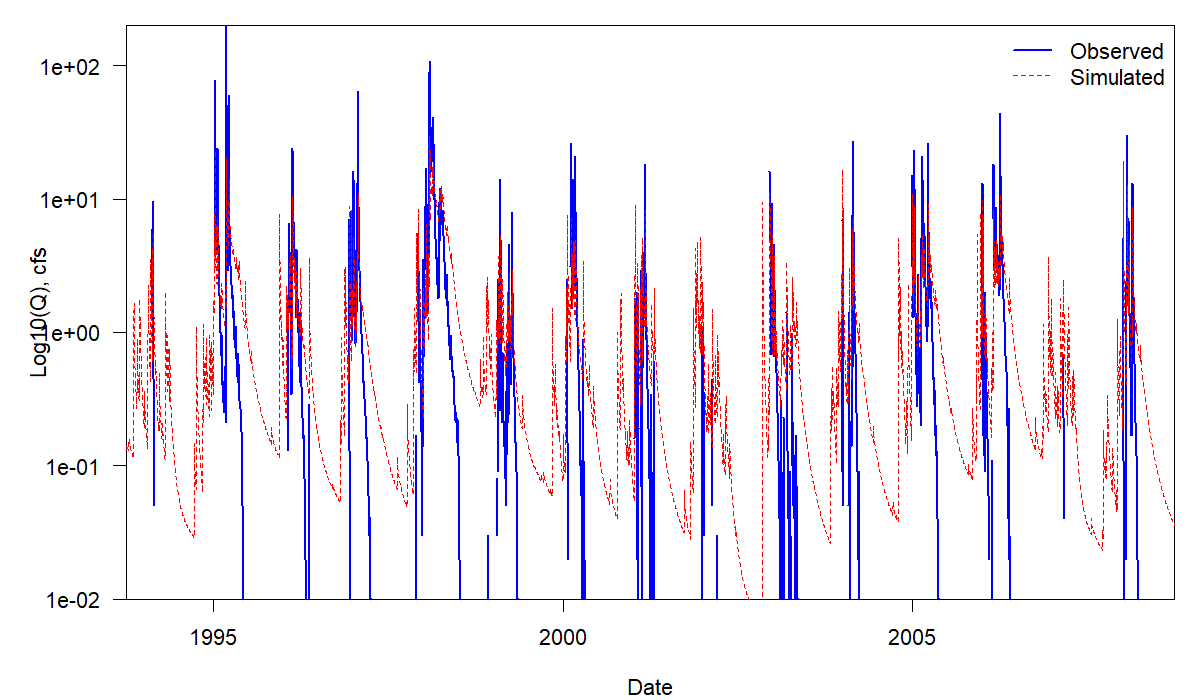 Observed
Simulated
1e+02
1e+01
1e+00
1e-01
1e-02
Log10(Q), cfs
1995
2000
2005
Date